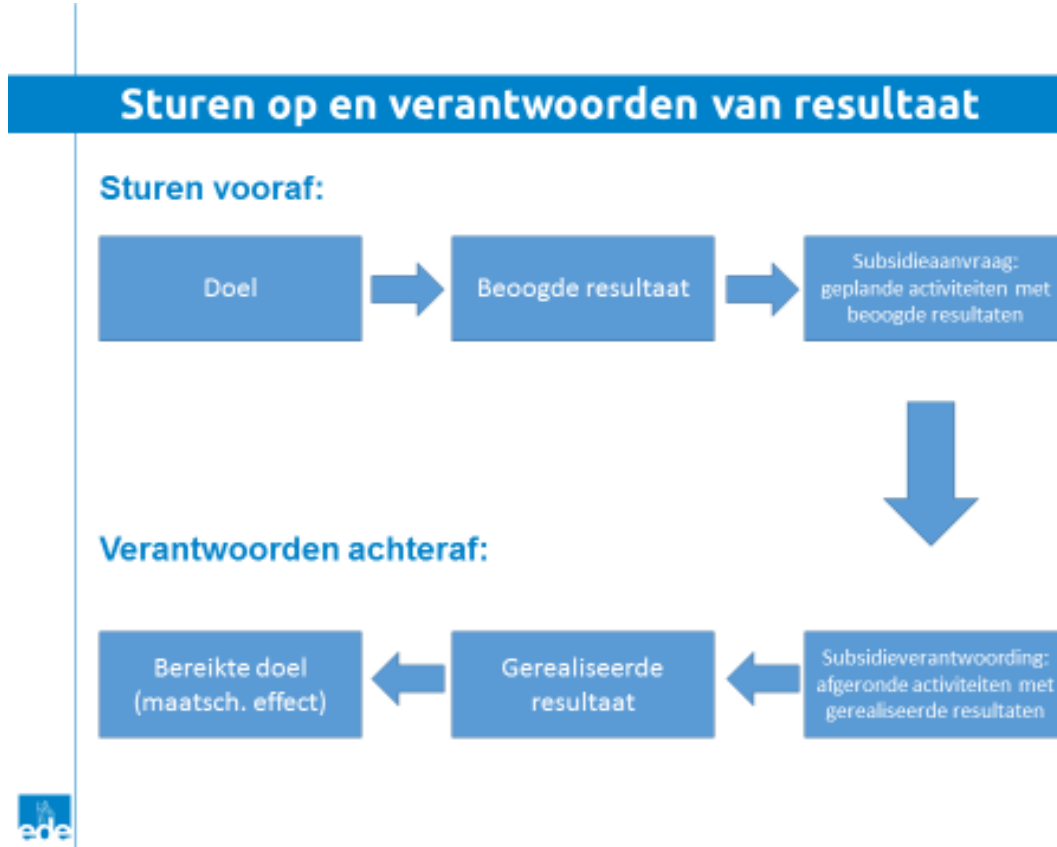 Sturen op en verantwoorden van resultaat
Sturen vooraf:
Doel
Beoogde resultaat
Subsidieaanvraag:
geplande activiteiten met
beoogde resultaten
Verantwoorden achteraf:
Bereikte doel
(maatsch. effect)
Gerealiseerde
resultaat
Subsidieverantwoording:
afgeronde activiteiten met
gerealiseerde resultaten
ede